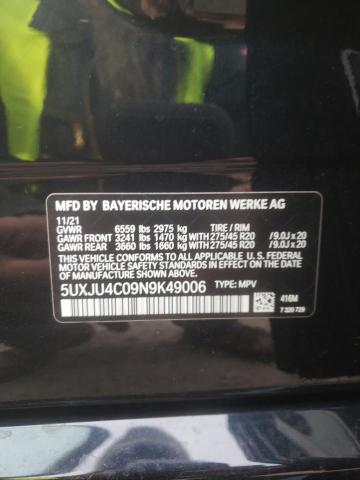 MFD BY BAYERISCHE MOTOREN WERKE AG
11/21
GVWR 6559 lbs 2975 kg TIRE / RIM
GAWR FRONT 3241 lbs 1470 kg WITH 275/45 R20 /9.0J x 20
GAWR REAR 3660 lbs 1660 kg WITH 275/45 R20 /9.0J x 20
THIS VEHICLE CONFORMS TO ALL APPLICABLE U. S. FEDERAL
MOTOR VEHICLE SAFETY STANDARDS IN EFFECT
ON THE DATE OF MANUFACTURE SHOWN ABOVE.
5UXJU4C09N9K49006 TYPE: MPV
416M
7 320 729